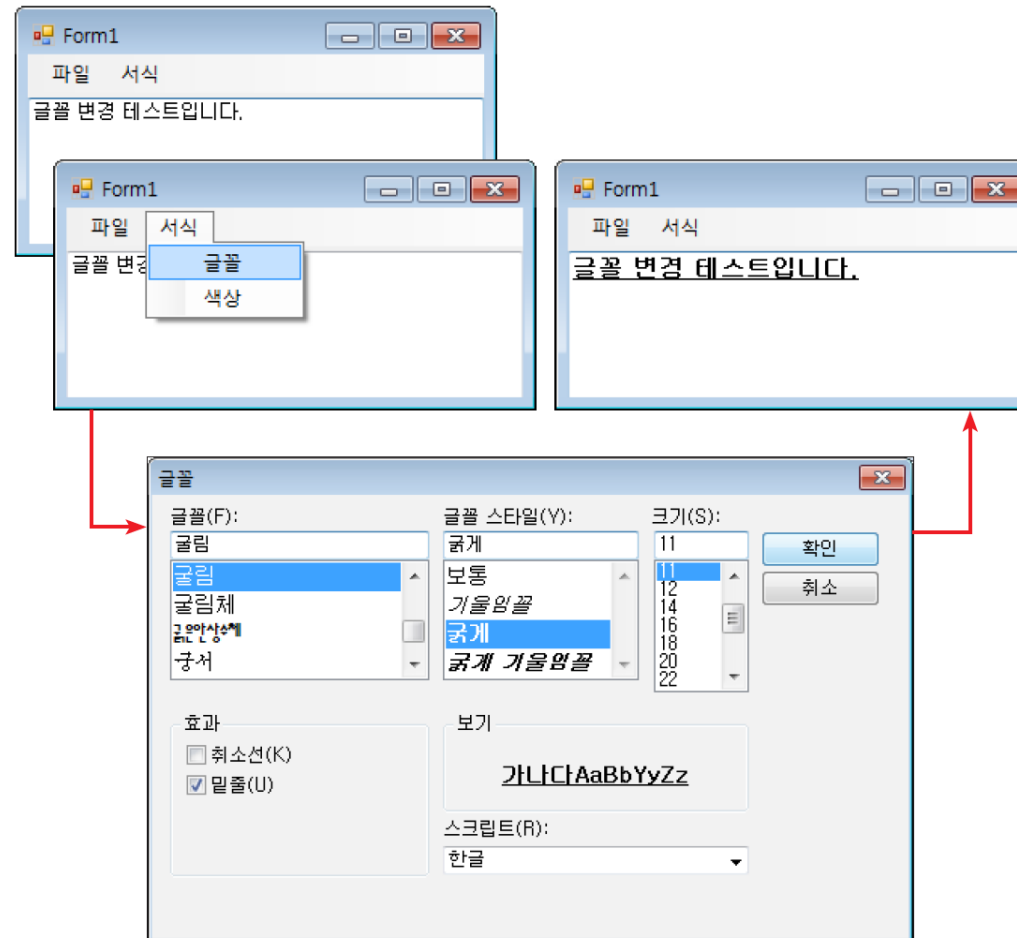 Form1
파일 서식
글꼴 변경 테스트입니다.
Form1
파일 서식
글꼴 변경
글꼴
색상
Form1
파일 서식
글꼴 변경 테스트입니다.
글꼴
글꼴(F):
굴림
굴림
굴림체
굵은안상수체
궁서
글꼴 스타일(Y):
굵게
보통
기울임꼴
굵게
굵게 기울임꼴
크기(S):
11
11
12
14
16
18
20
22
확인
취소
효과
취소선(K)
밑줄(U)
보기
가나다AaBbYyZz
스크립트(R):
한글